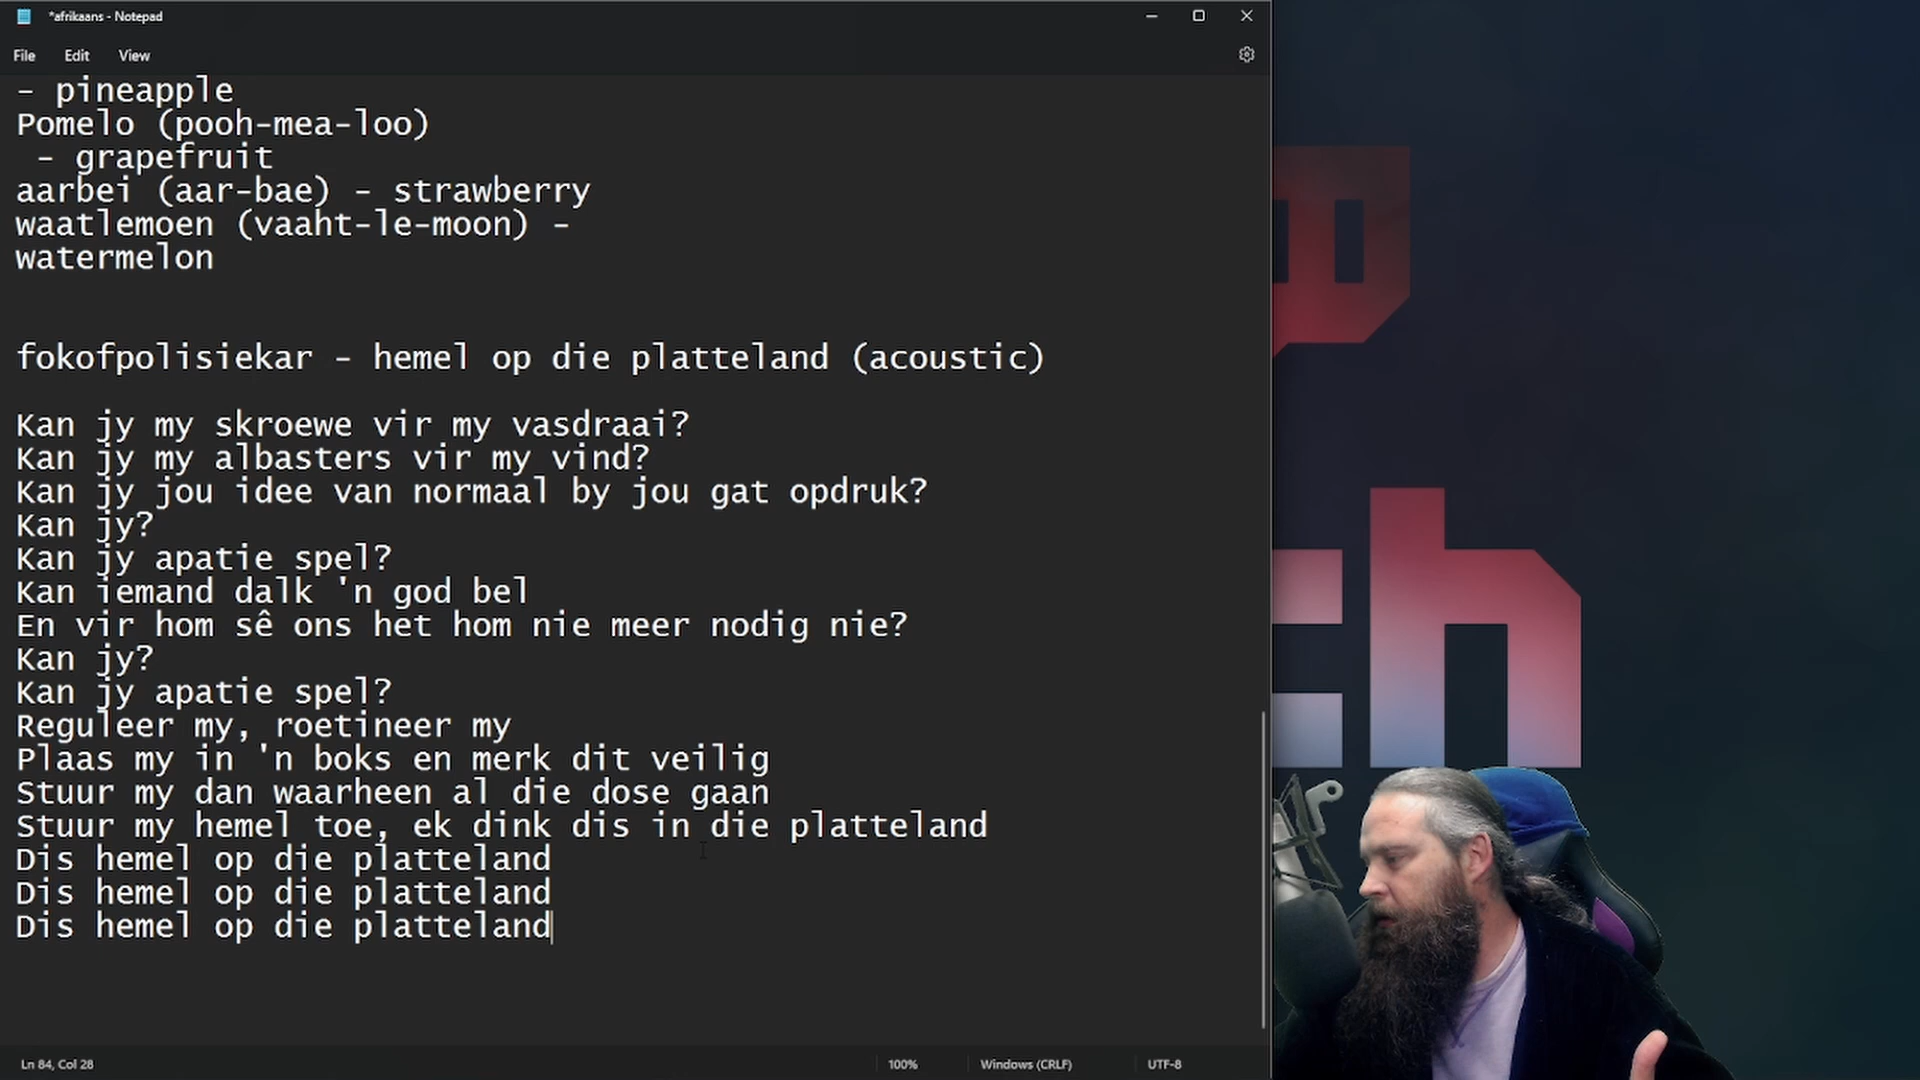 *afrikaans - Notepad
File Edit View
- pineapple
Pomelo (pooh-mea-loo)
- grapefruit
aarbei (aar-bae) - strawberry
waatlemoen (vaaht-le-moon) -
watermelon
fokofpolisiekar - hemel op die platteland (acoustic)
Kan jy my skroewe vir my vasdraai?
Kan jy my albasters vir my vind?
Kan jy jou idee van normaal by jou gat opdruk?
Kan jy?
Kan jy apatie spel?
Kan iemand dalk 'n god bel
En vir hom sê ons het hom nie meer nodig nie?
Kan jy?
Kan jy apatie spel?
Reguleer my, roetineer my
Plaas my in 'n boks en merk dit veilig
Stuur my dan waarheen al die dose gaan
Stuur my hemel toe, ek dink dis in die platteland
Dis hemel op die platteland
Dis hemel op die platteland
Dis hemel op die platteland
Ln 84, Col 28 100% Windows (CRLF) UTF-8